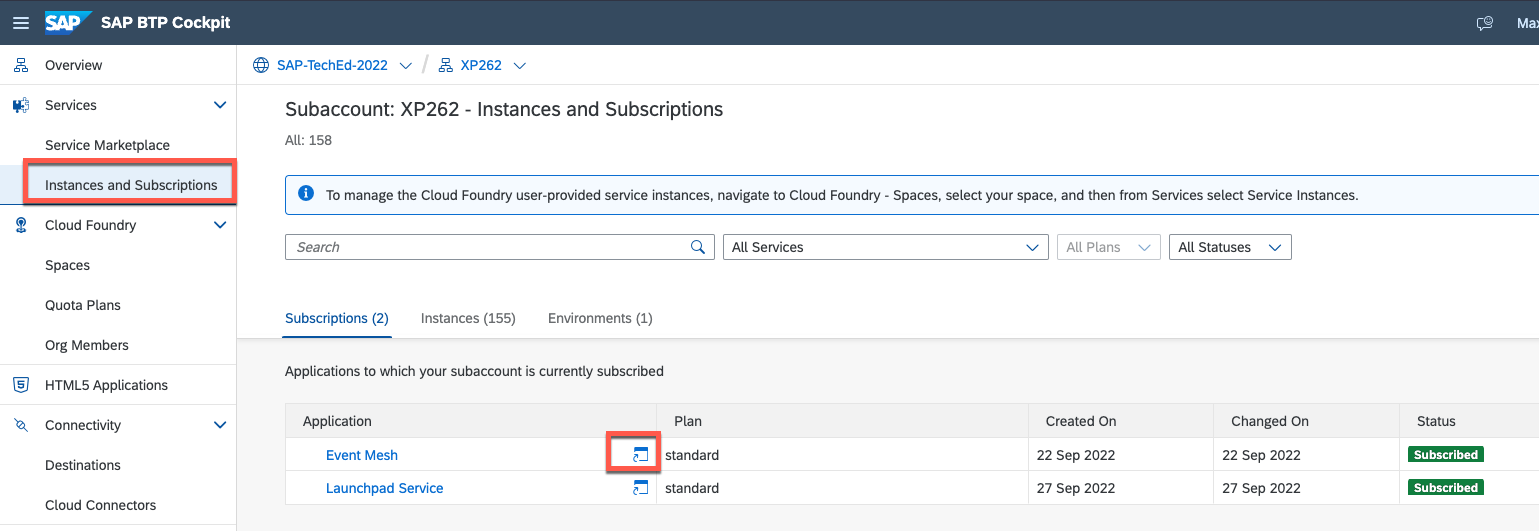 SAP SAP BTP Cockpit
Overview
Services
Service Marketplace
Instances and Subscriptions
Cloud Foundry
Spaces
Quota Plans
Org Members
HTML5 Applications
Connectivity
Destinations
Cloud Connectors
SAP-TechEd-2022 / XP262
Subaccount: XP262 - Instances and Subscriptions
All: 158
To manage the Cloud Foundry user-provided service instances, navigate to Cloud Foundry - Spaces, select your space, and then from Services select Service Instances.
Search All Services All Plans All Statuses
Subscriptions (2) Instances (155) Environments (1)
Applications to which your subaccount is currently subscribed
Application Plan Created On Changed On Status
Event Mesh standard 22 Sep 2022 22 Sep 2022 Subscribed
Launchpad Service standard 27 Sep 2022 27 Sep 2022 Subscribed